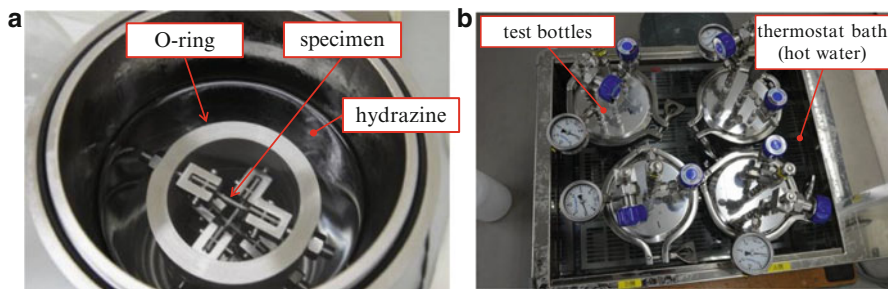 a
O-ring
specimen
hydrazine
b
test bottles
thermostat bath
(hot water)